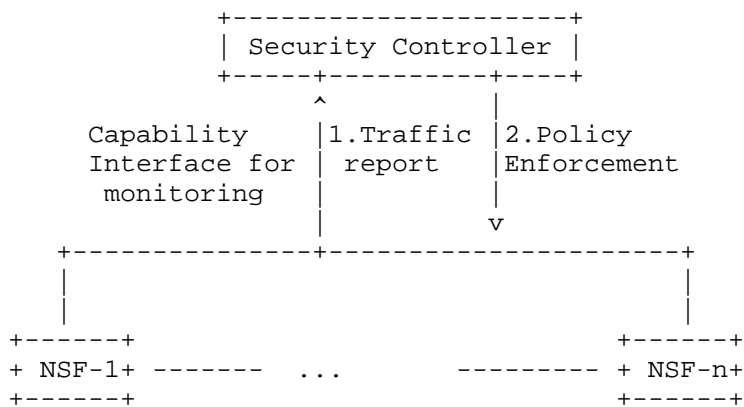 Security Controller
Capability 1.Traffic 2.Policy
Interface for report Enforcement
monitoring
NSF-1 ... NSF-n